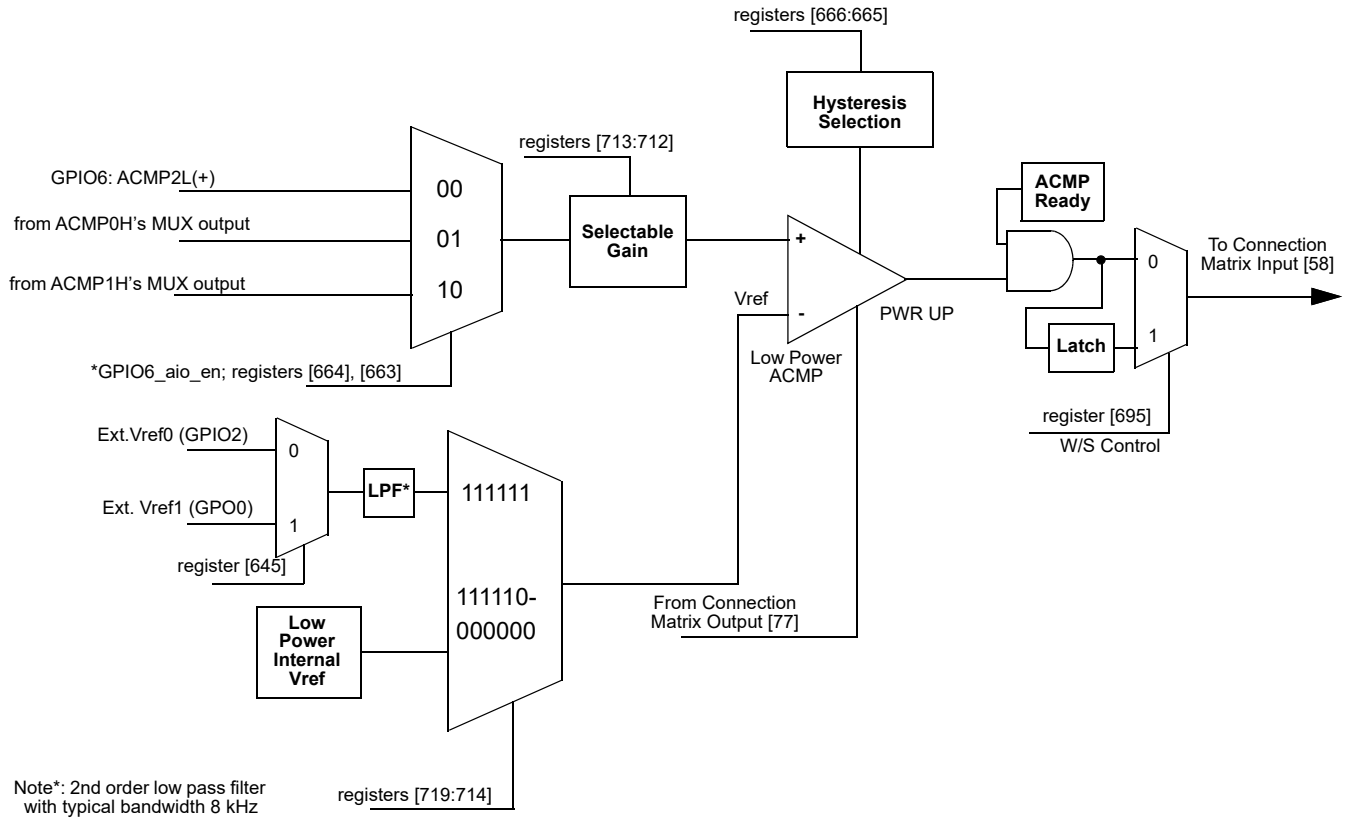 registers [666:665]
Hysteresis
Selection
registers [713:712]
GPIO6: ACMP2L(+)
from ACMP0H's MUX output
from ACMP1H's MUX output
00
01
10
Selectable
Gain
*GPIO6_aio_en; registers [664], [663]
+
-
Vref
Low Power
ACMP
PWR UP
ACMP
Ready
Latch
0
1
To Connection
Matrix Input [58]
register [695]
W/S Control
Ext.Vref0 (GPIO2)
Ext. Vref1 (GPO0)
0
1
register [645]
LPF*
111111
111110-
000000
Low
Power
Internal
Vref
From Connection
Matrix Output [77]
registers [719:714]
Note*: 2nd order low pass filter
with typical bandwidth 8 kHz